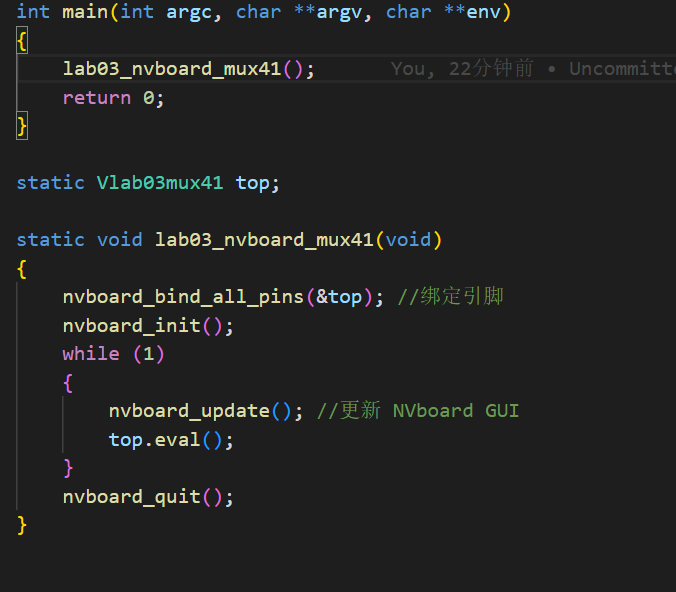 int main(int argc, char **argv, char **env)
{
lab03_nvboard_mux41(); You, 22分钟前 • Uncommitte
return 0;
}
static Vlab03mux41 top;
static void lab03_nvboard_mux41(void)
{
nvboard_bind_all_pins(&top); //绑定引脚
nvboard_init();
while (1)
{
nvboard_update(); //更新 NVboard GUI
top.eval();
}
nvboard_quit();
}